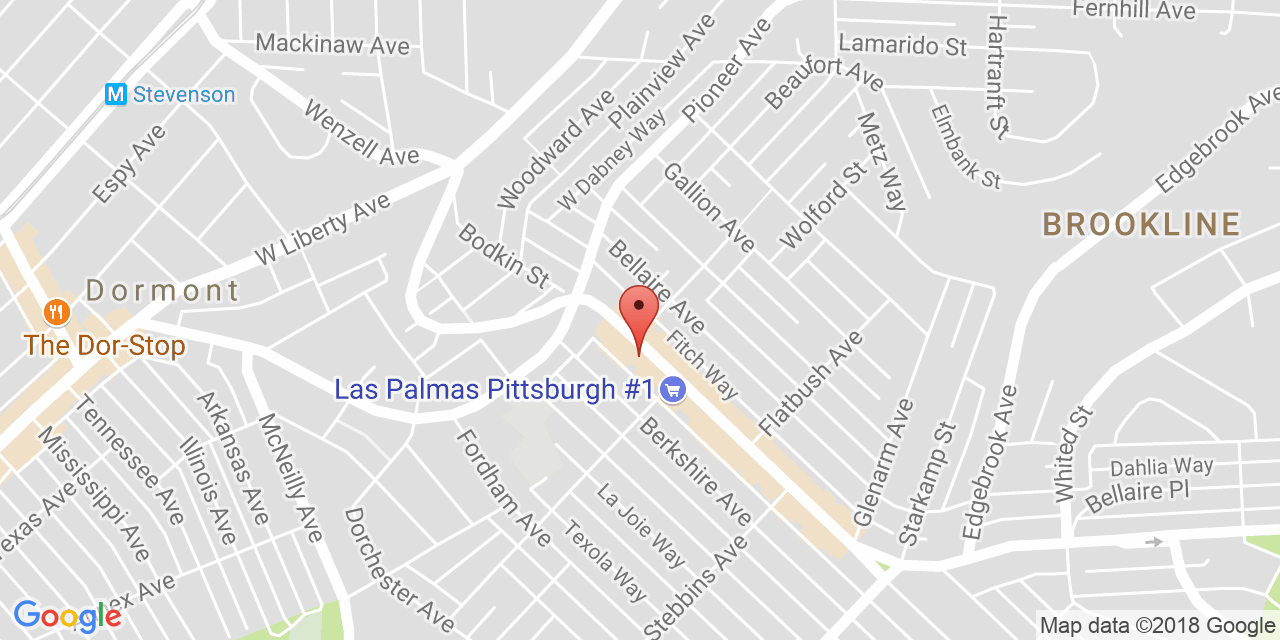 Fernhill Ave
Mackinaw Ave
Lamarido St
Hartranft St
Plainview Ave
Pioneer Ave
Beaufort Ave
M Stevenson
Edgebrook Ave
Wenzell Ave
Woodward Ave
W Dabney Way
Metz Way
Elmbank St
Espy Ave
Gallion Ave
Wolford St
W Liberty Ave
BROOKLINE
Bodkin St
Bellaire Ave
Dormont
The Dor-Stop
Fitch Way
Las Palmas Pittsburgh #1
Flatbush Ave
Tennessee Ave
Arkansas Ave
McNeilly Ave
Mississippi Ave
Illinois Ave
Fordham Ave
Berkshire Ave
Glenarm Ave
Starkamp St
Edgebrook Ave
Whited St
Dahlia Way
Bellaire Pl
Texas Ave
La Joie Way
Texola Way
Dorchester Ave
Stebbins Ave
Ave
Google
Map data ©2018 Google